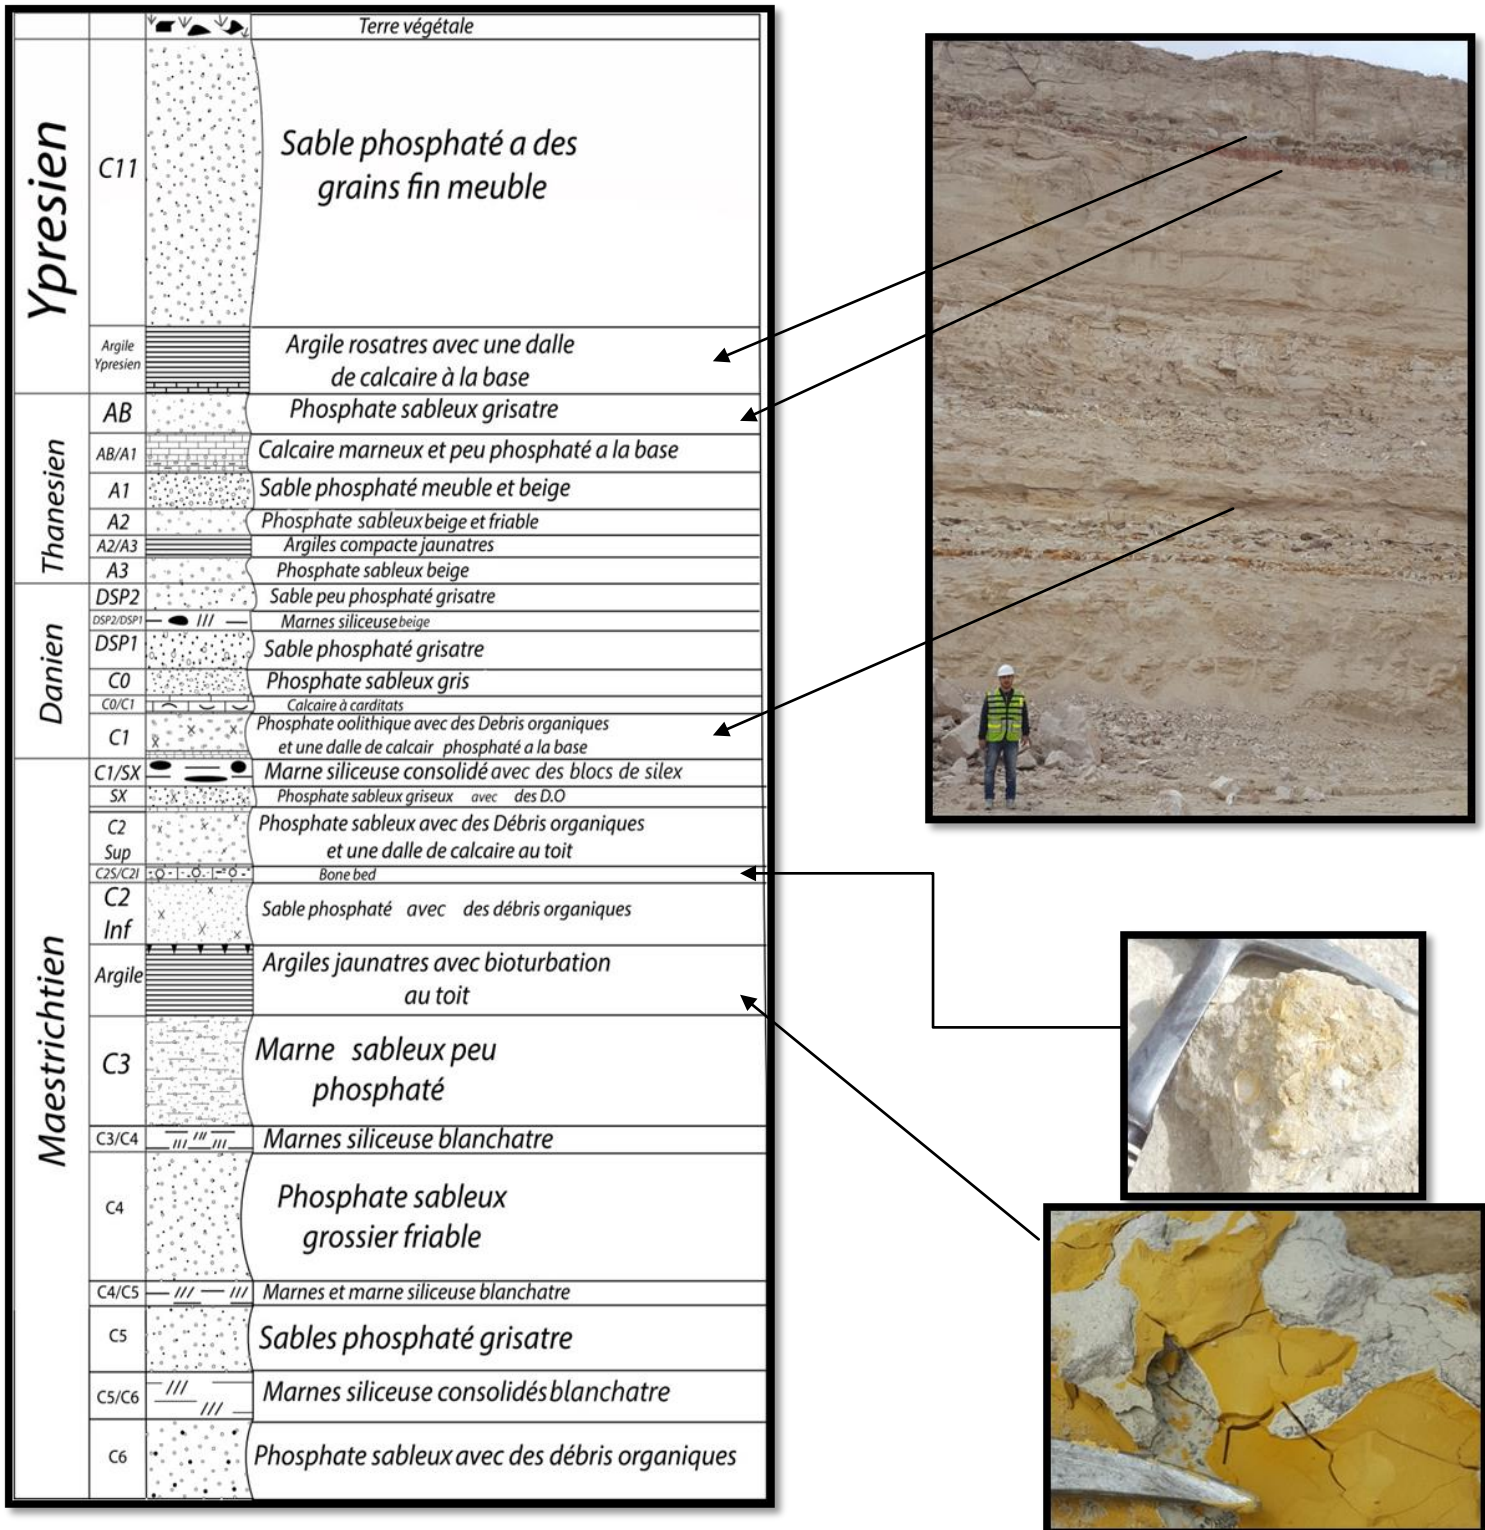 Terre végétale
Ypresien
C11
Sable phosphaté a des
grains fin meuble
Argile
Ypresien
Argile rosatres avec une dalle
de calcaire à la base
Thanesien
AB
Phosphate sableux grisatre
AB/A1
Calcaire marneux et peu phosphaté a la base
A1
Sable phosphaté meuble et beige
A2
Phosphate sableux beige et friable
A2/A3
Argiles compacte jaunatres
A3
Phosphate sableux beige
Danien
DSP2
Sable peu phosphaté grisatre
DSP2/DSP1
Marnes siliceuse beige
DSP1
Sable phosphaté grisatre
C0
Phosphate sableux gris
C0/C1
Calcaire à carditats
C1
Phosphate oolithique avec des Debris organiques
et une dalle de calcair phosphaté a la base
Maestrichtien
C1/SX
Marne siliceuse consolidé avec des blocs de silex
SX
Phosphate sableux griseux avec des D.O
C2
Sup
Phosphate sableux avec des Débris organiques
et une dalle de calcaire au toit
C2S/C2I
Bone bed
C2
Inf
Sable phosphaté avec des débris organiques
Argile
Argiles jaunatres avec bioturbation
au toit
C3
Marne sableux peu
phosphaté
C3/C4
Marnes siliceuse blanchatre
C4
Phosphate sableux
grossier friable
C4/C5
Marnes et marne siliceuse blanchatre
C5
Sables phosphaté grisatre
C5/C6
Marnes siliceuse consolidés blanchatre
C6
Phosphate sableux avec des débris organiques